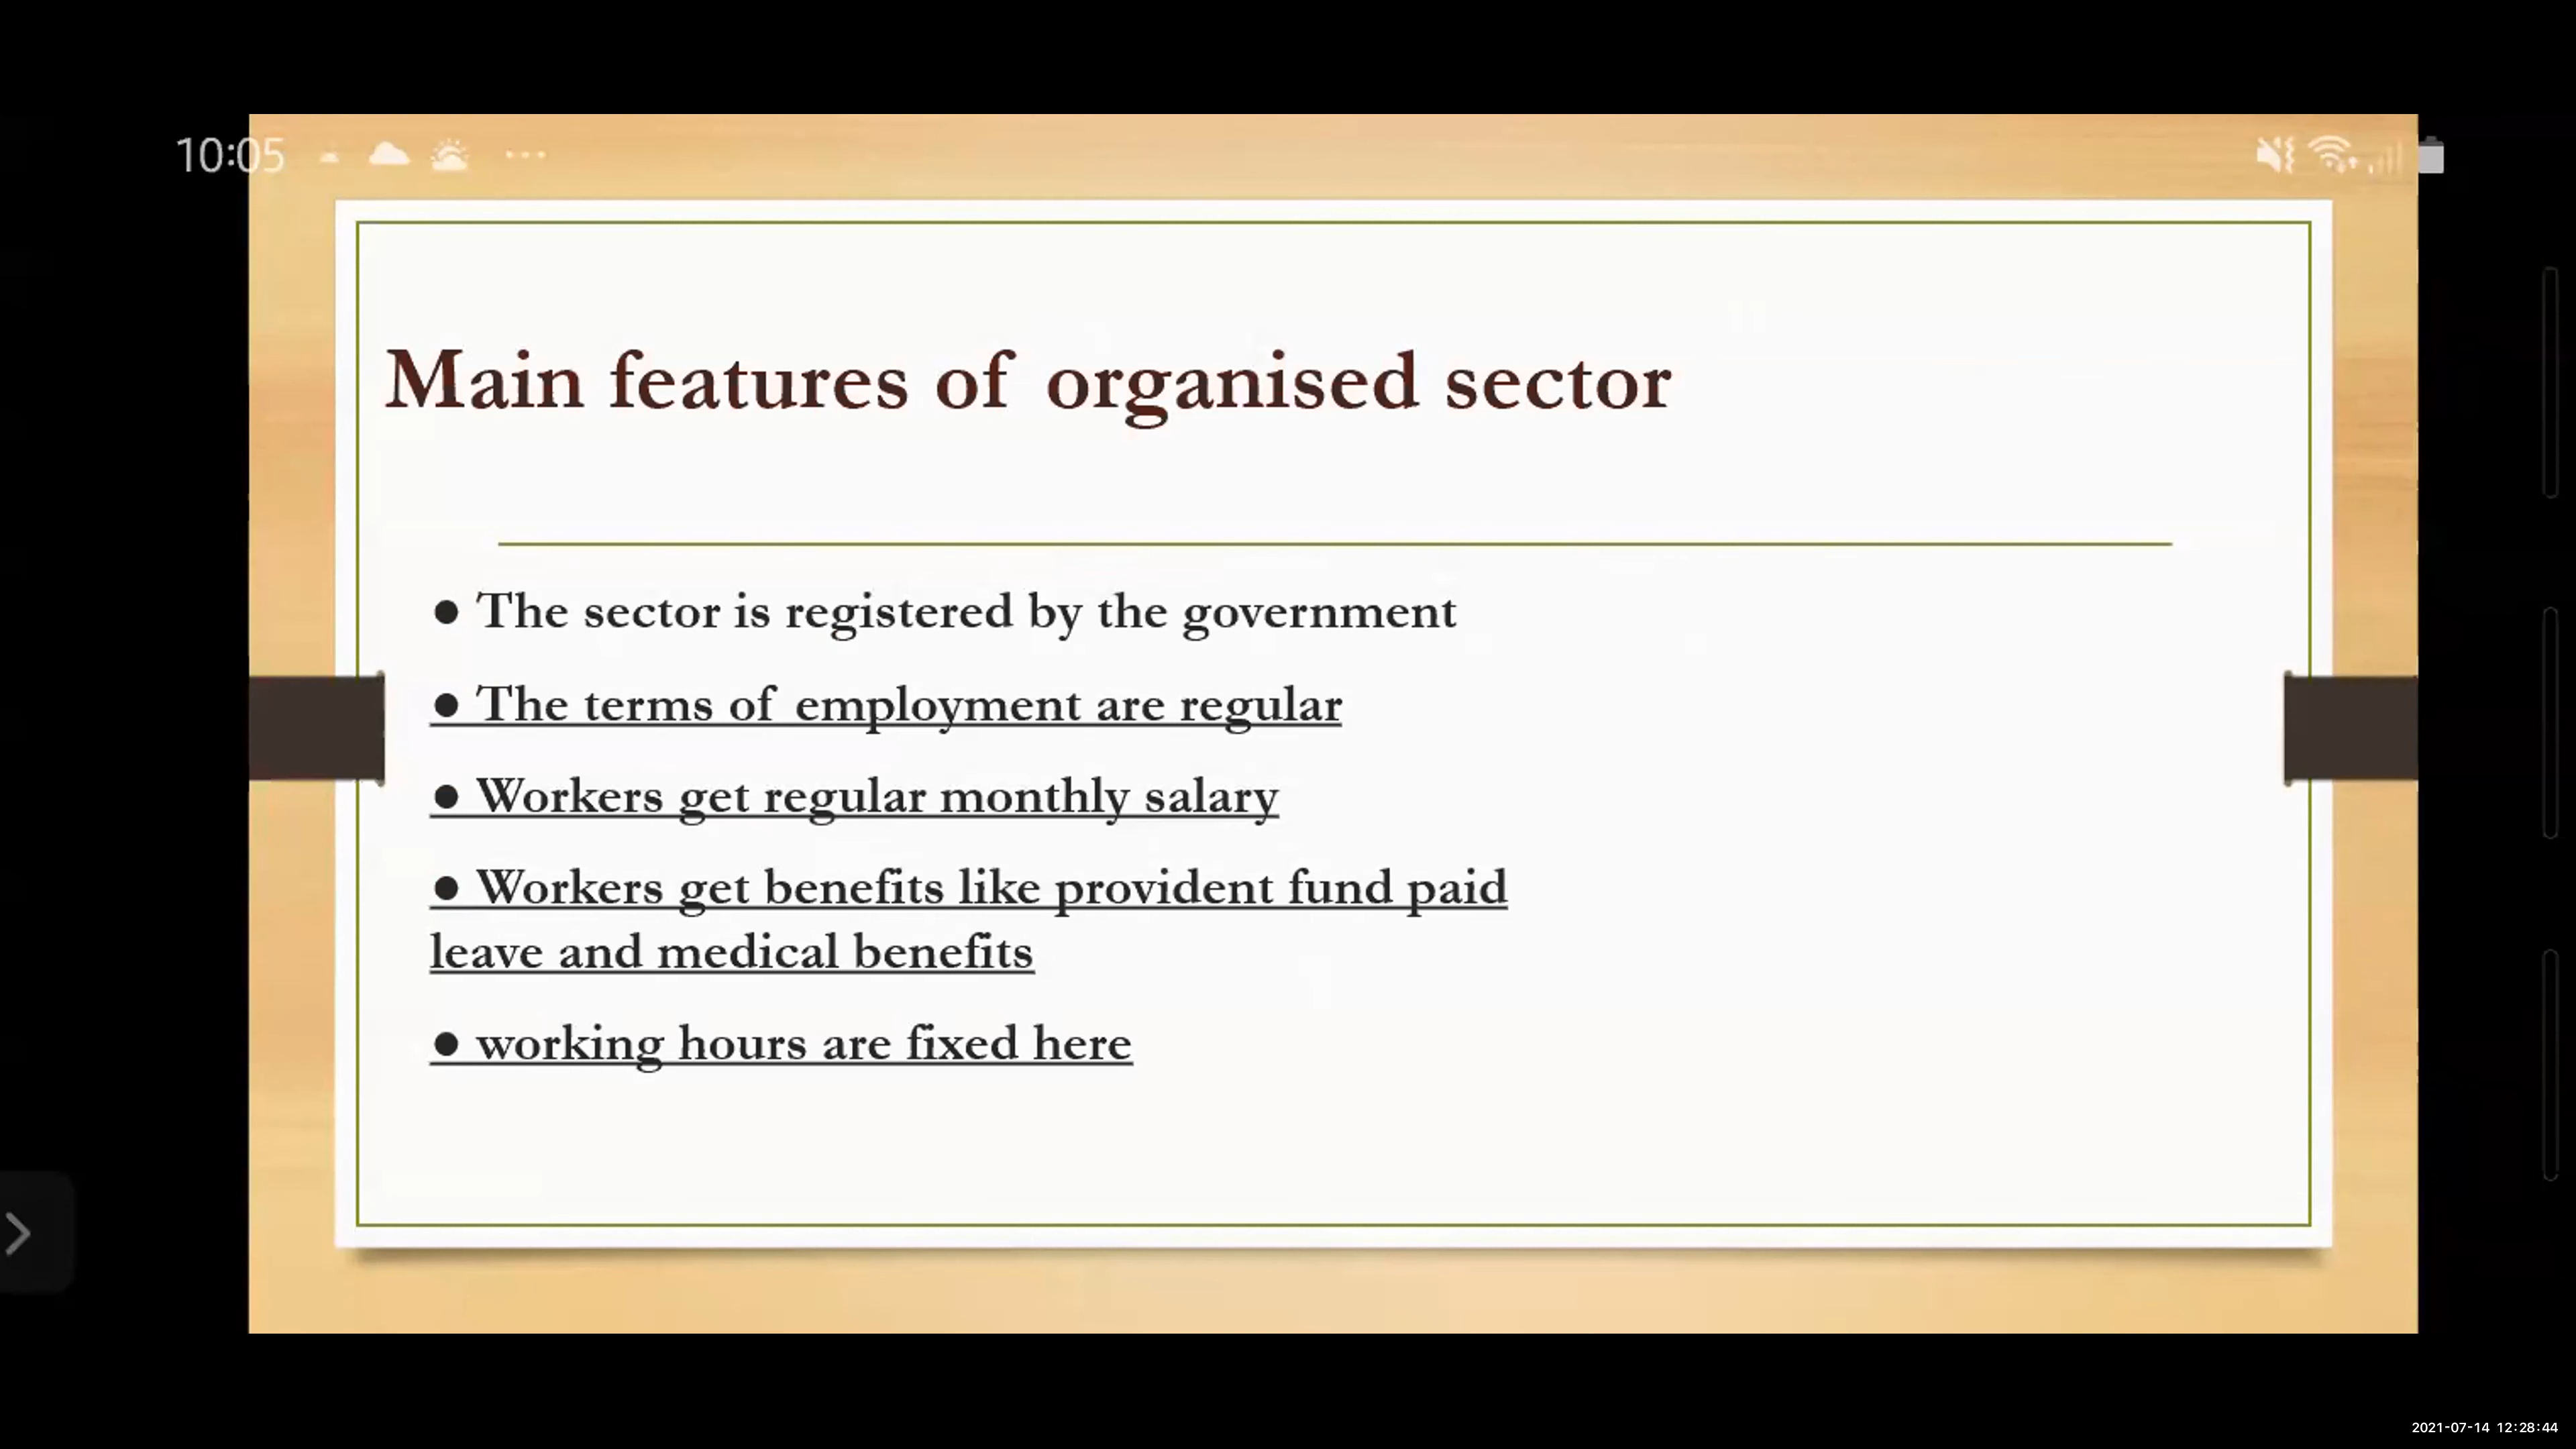 10:05
Main features of organised sector
● The sector is registered by the government
● The terms of employment are regular
● Workers get regular monthly salary
● Workers get benefits like provident fund paid
leave and medical benefits
● working hours are fixed here
2021-07-14 12:28:44